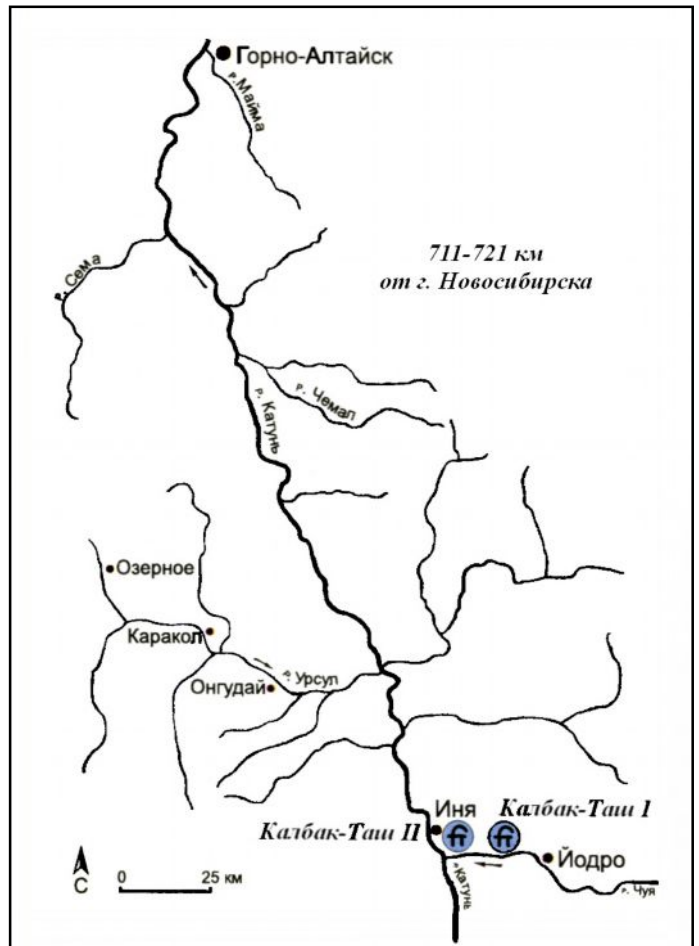 Горно-Алтайск
р. Майма
711-721 км
от г. Новосибирска
р. Сема
р. Чемал
р. Катунь
Озерное
Каракол
р. Урсул
Онгудай
Иня
Калбак-Таш I
Калбак-Таш II
Йодро
С
0 25 км
Катунь
р. Чуя